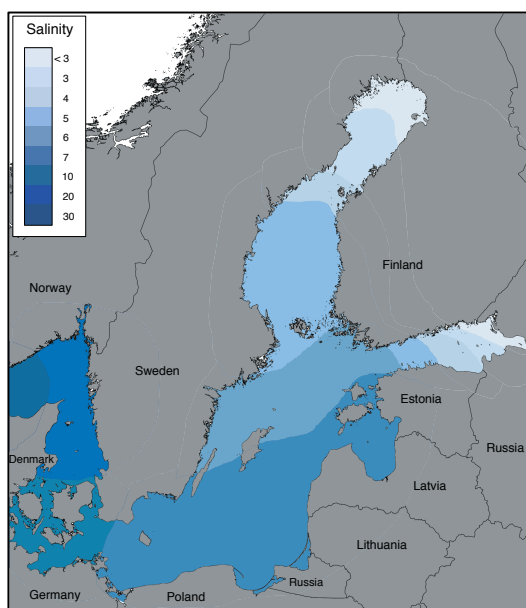 Salinity
< 3
3
4
5
6
7
10
20
30
Norway
Finland
Sweden
Estonia
Russia
Denmark
Latvia
Lithuania
Russia
Germany
Poland